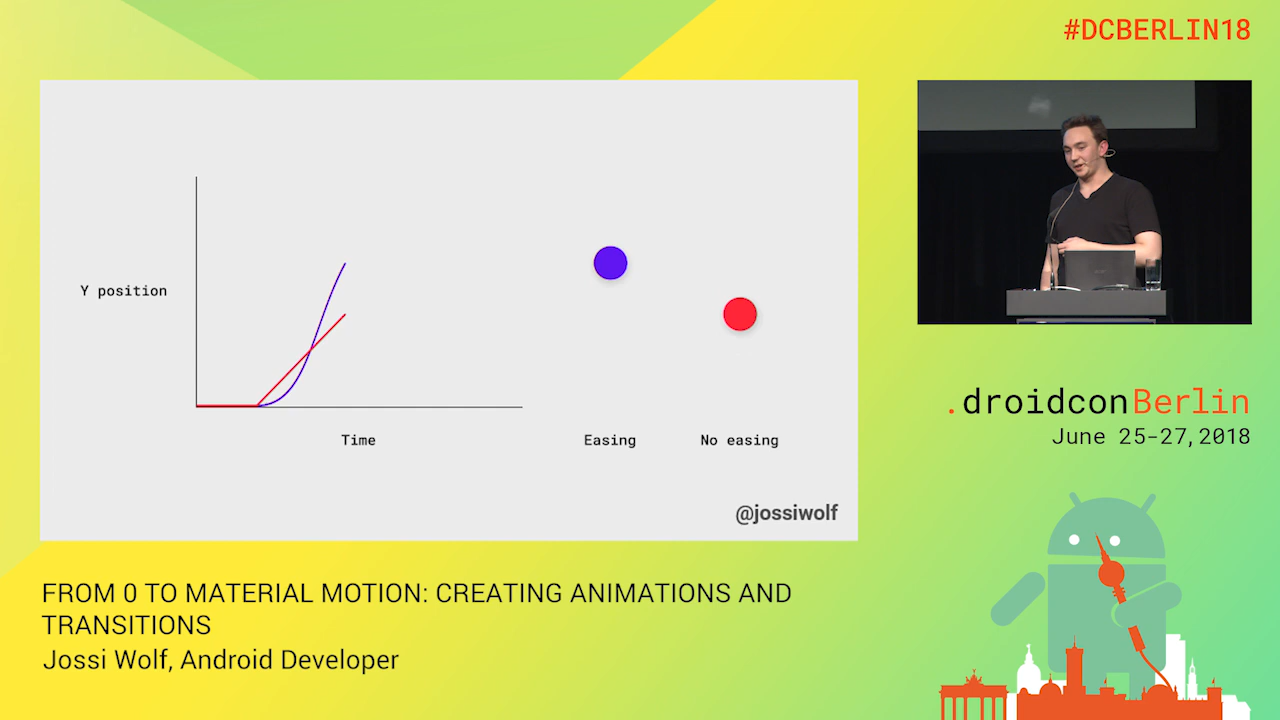 #DCBERLIN18
Y position
Time
Easing
No easing
@jossiwolf
.droidconBerlin
June 25-27,2018
FROM 0 TO MATERIAL MOTION: CREATING ANIMATIONS AND
TRANSITIONS
Jossi Wolf, Android Developer